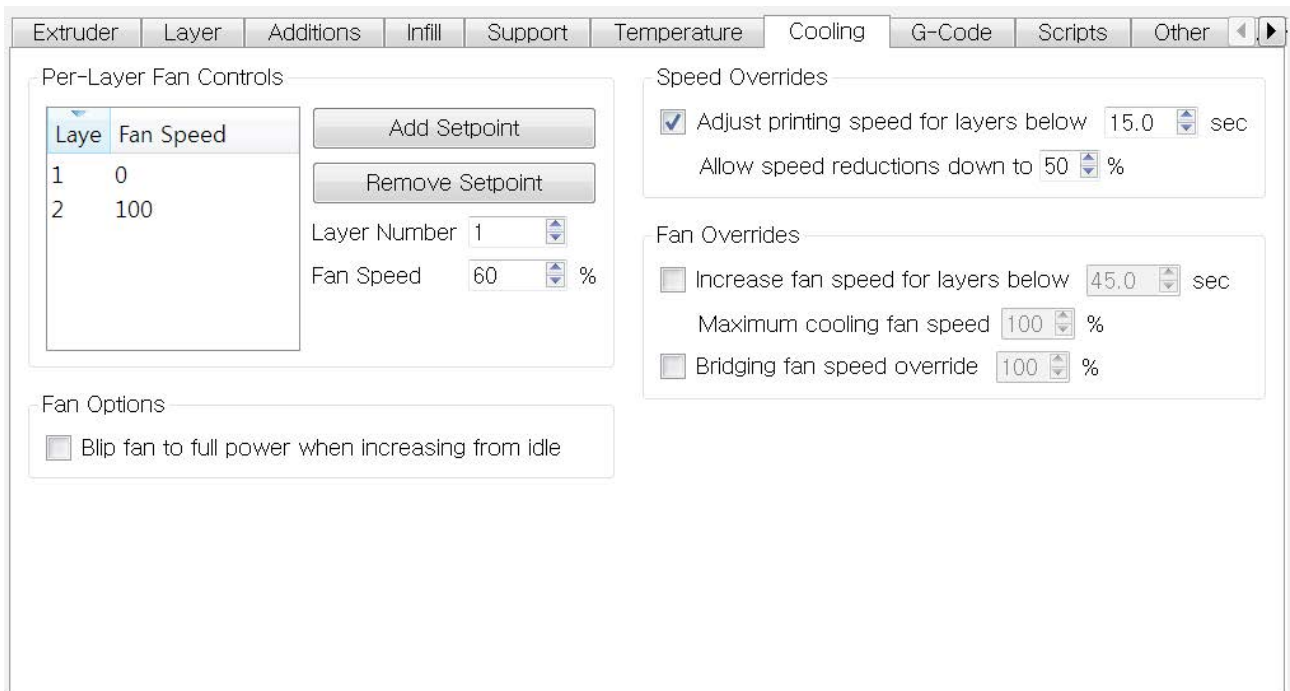 Extruder Layer Additions Infill Support Temperature Cooling G-Code Scripts Other
Per-Layer Fan Controls
Laye Fan Speed
1 0
2 100
Add Setpoint
Remove Setpoint
Layer Number 1
Fan Speed 60 %
Fan Options
Blip fan to full power when increasing from idle
Speed Overrides
Adjust printing speed for layers below 15.0 sec
Allow speed reductions down to 50 %
Fan Overrides
Increase fan speed for layers below 45.0 sec
Maximum cooling fan speed 100 %
Bridging fan speed override 100 %